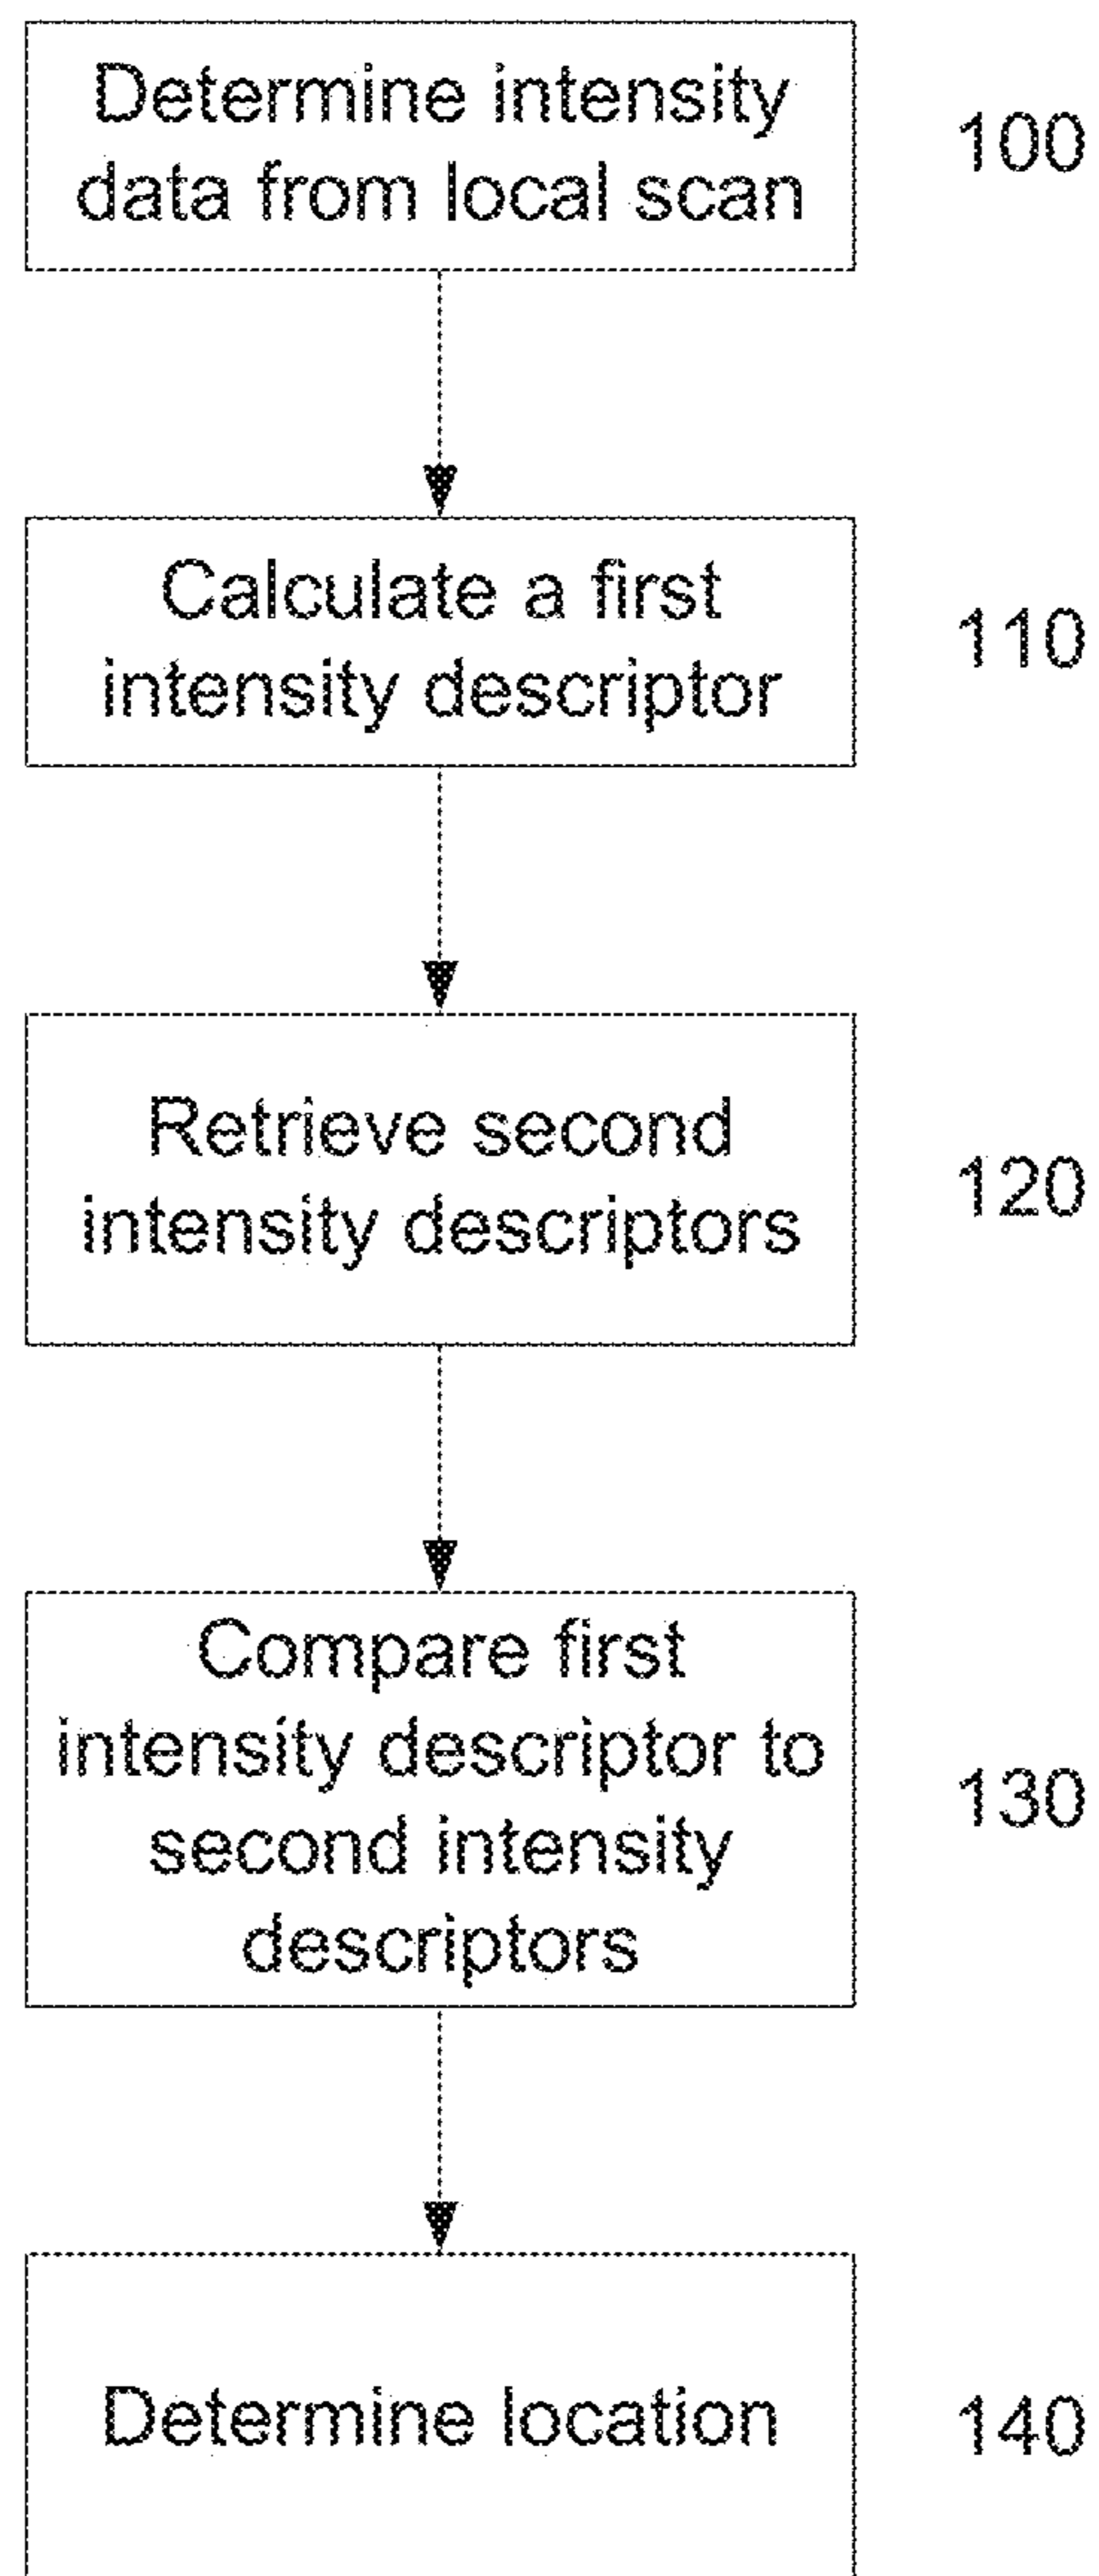 Determine intensity
data from local scan
100
Calculate a first
intensity descriptor
110
Retrieve second
intensity descriptors
120
Compare first
intensity descriptor to
second intensity
descriptors
130
Determine location
140